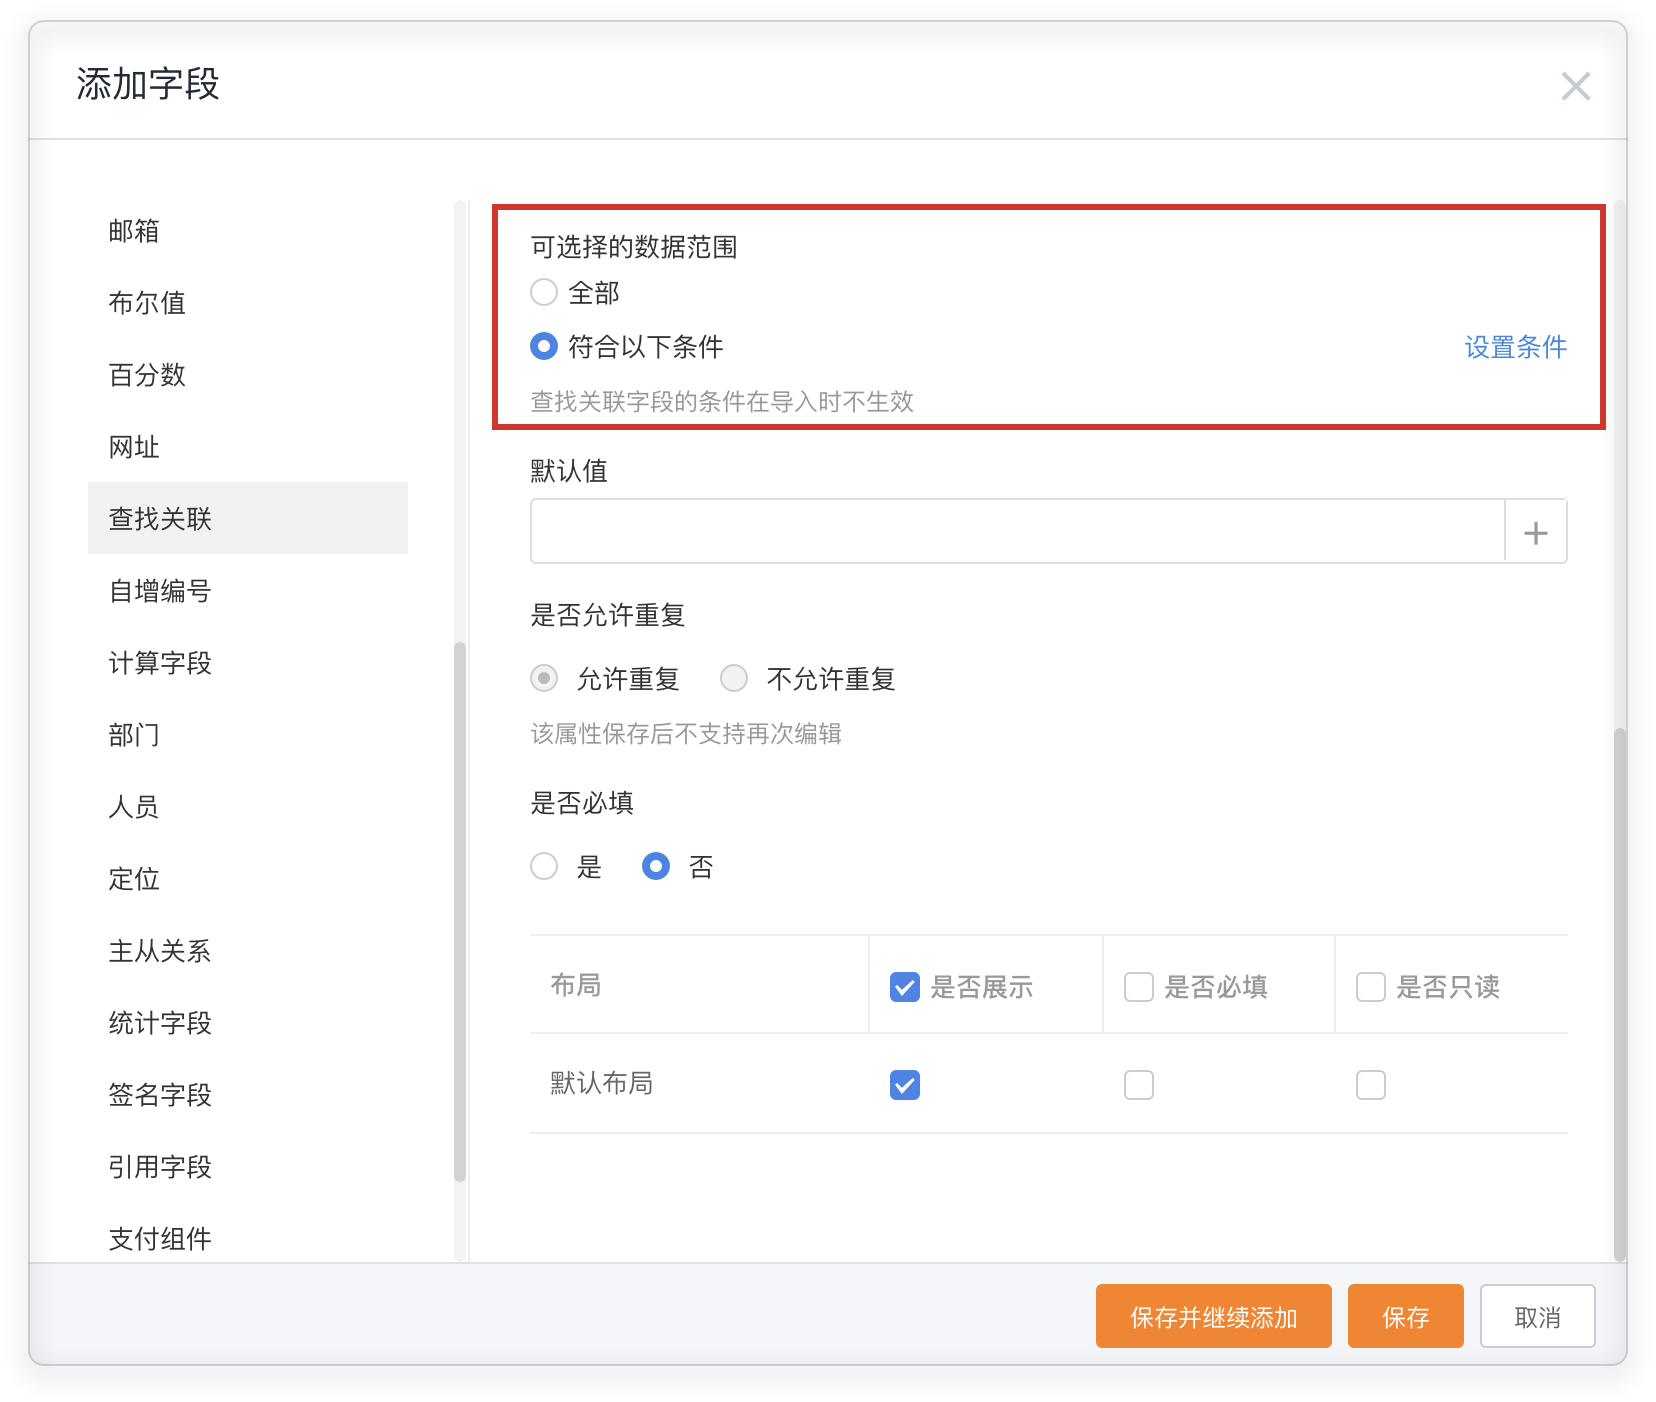 添加字段
邮箱
布尔值
百分数
网址
查找关联
自增编号
计算字段
部门
人员
定位
主从关系
统计字段
签名字段
引用字段
支付组件
可选择的数据范围
全部
符合以下条件 设置条件
查找关联字段的条件在导入时不生效
默认值
是否允许重复
允许重复 不允许重复
该属性保存后不支持再次编辑
是否必填
是 否
布局 是否展示 是否必填 是否只读
默认布局
保存并继续添加 保存 取消